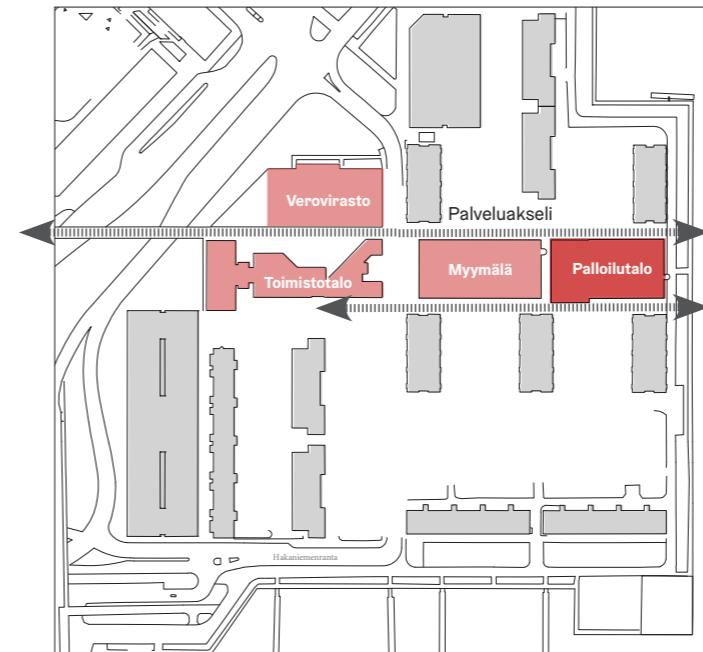 Verovirasto
Palveluakseli
Toimistotalo
Myymälä
Palloilutalo
Hakaniemenranta